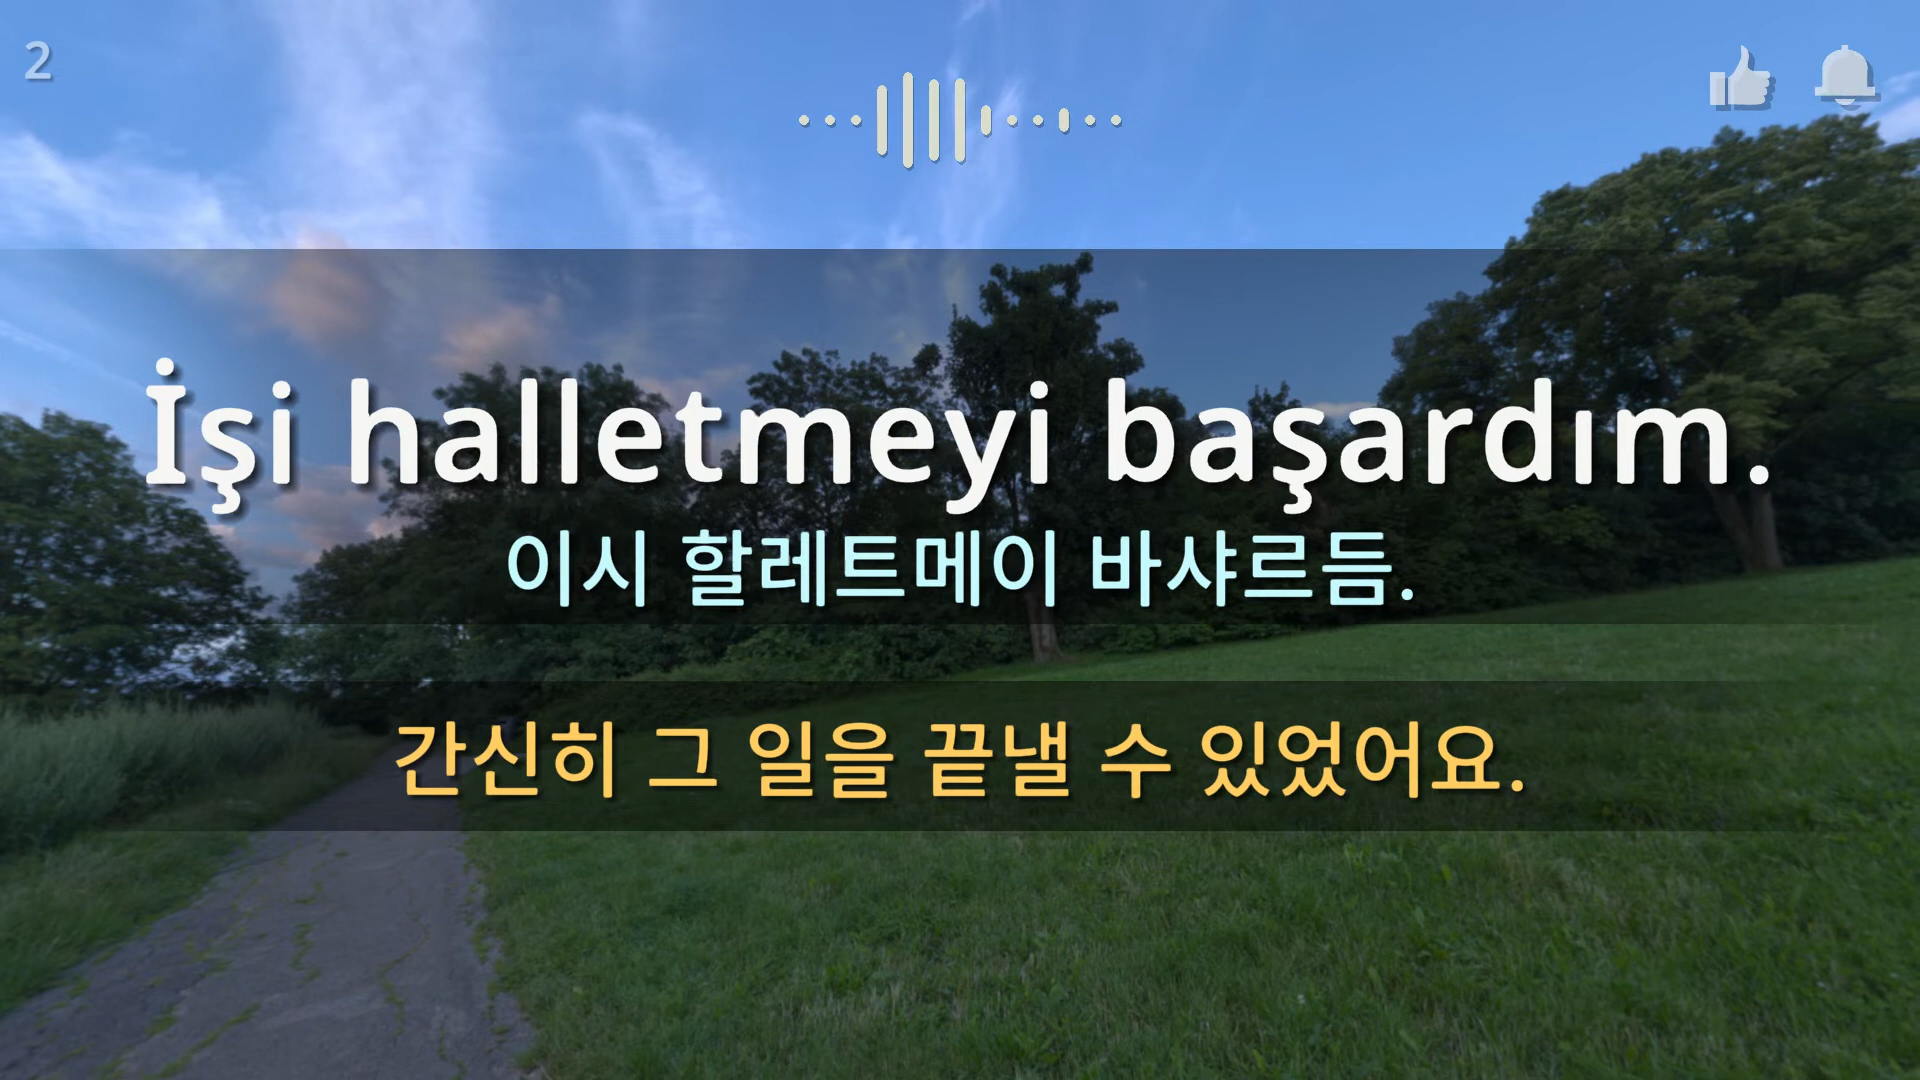 2
İşi halletmeyi başardım.
이시 할레트메이 바샤르듬.
간신히 그 일을 끝낼 수 있었어요.